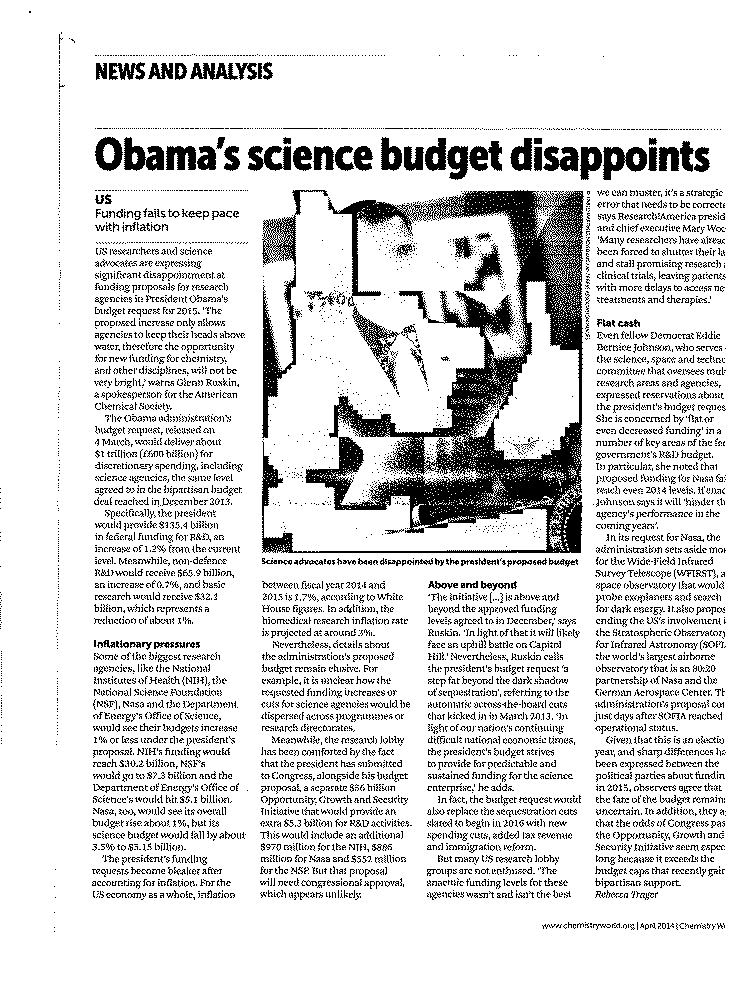 NEWS AND ANALYSIS
Obama's science budget disappoints
US
Funding fails to keep pace
with inflation
US researchers and science
advocates are expressing
significant disappointment at
funding proposals for research
agencies in President Obama's
budget request for 2015. 'The
proposed increase only allows
agencies to keep their heads above
water, therefore the opportunity
for new funding for chemistry,
and other disciplines, will not be
very bright,' warns Glenn Ruskin,
a spokesperson for the American
Chemical Society.
The Obama administration's
budget request, released on
4 March, would deliver about
$1 trillion (£600 billion) for
discretionary spending, including
science agencies, the same level
agreed to in the bipartisan budget
deal reached in December 2013.
Specifically, the president
would provide $135.4 billion
in federal funding for R&D, an
increase of 1.2% from the current
level. Meanwhile, non-defence
R&D would receive $65.9 billion,
an increase of 0.7%, and basic
research would receive $32.1
billion, which represents a
reduction of about 1%.
Inflationary pressures
Some of the biggest research
agencies, like the National
Institutes of Health (NIH), the
National Science Foundation
(NSF), Nasa and the Department
of Energy's Office of Science,
would see their budgets increase
1% or less under the president's
proposal. NIH's funding would
reach $30.2 billion, NSF's
would go to $7.3 billion and the
Department of Energy's Office of
Science's would hit $5.1 billion.
Nasa, too, would see its overall
budget rise about 1%, but its
science budget would fall by about
3.5% to $5.15 billion.
The president's funding
requests become bleaker after
accounting for inflation. For the
US economy as a whole, inflation
Science advocates have been disappointed by the president's proposed budget
between fiscal year 2014 and
2015 is 1.7%, according to White
House figures. In addition, the
biomedical research inflation rate
is projected at around 3%.
Nevertheless, details about
the administration's proposed
budget remain elusive. For
example, it is unclear how the
requested funding increases or
cuts for science agencies would be
dispersed across programmes or
research directorates.
Meanwhile, the research lobby
has been comforted by the fact
that the president has submitted
to Congress, alongside his budget
proposal, a separate $56 billion
Opportunity, Growth and Security
Initiative that would provide an
extra $5.3 billion for R&D activities.
This would include an additional
$970 million for the NIH, $886
million for Nasa and $552 million
for the NSF. But that proposal
will need congressional approval,
which appears unlikely.
Above and beyond
'The initiative [...] is above and
beyond the approved funding
levels agreed to in December,' says
Ruskin. 'In light of that it will likely
face an uphill battle on Capitol
Hill.' Nevertheless, Ruskin calls
the president's budget request 'a
step far beyond the dark shadow
of sequestration', referring to the
automatic across-the-board cuts
that kicked in in March 2013. 'In
light of our nation's continuing
difficult national economic times,
the president's budget strives
to provide for predictable and
sustained funding for the science
enterprise,' he adds.
In fact, the budget request would
also replace the sequestration cuts
slated to begin in 2016 with new
spending cuts, added tax revenue
and immigration reform.
But many US research lobby
groups are not enthused. 'The
anaemic funding levels for these
agencies wasn't and isn't the best
we can muster, it's a strategic
error that needs to be correct
says Research!America presid
and chief executive Mary Woo
'Many researchers have alread
been forced to shutter their la
and stall promising research
clinical trials, leaving patients
with more delays to access ne
treatments and therapies.'
Flat cash
Even fellow Democrat Eddie
Bernice Johnson, who serves
the science, space and techno
committee that oversees mul
research areas and agencies,
expressed reservations about
the president's budget reques
She is concerned by 'flat or
even decreased funding' in a
number of key areas of the fe
government's R&D budget.
In particular, she noted that
proposed funding for Nasa fai
reach even 2014 levels. If enac
Johnson says it will 'hinder th
agency's performance in the
coming years'.
In its request for Nasa, the
administration sets aside mo
for the Wide-Field Infrared
Survey Telescope (WFIRST), a
space observatory that would
probe exoplanets and search
for dark energy. It also propos
ending the US's involvement i
the Stratospheric Observatory
for Infrared Astronomy (SOFI
the world's largest airborne
observatory that is an 80:20
partnership of Nasa and the
German Aerospace Center. Th
administration's proposal co
just days after SOFIA reached
operational status.
Given that this is an electio
year, and sharp differences ha
been expressed between the
political parties about fundin
in 2015, observers agree that
the fate of the budget remain
uncertain. In addition, they a
that the odds of Congress pas
the Opportunity, Growth and
Security Initiative seem espec
long because it exceeds the
budget caps that recently gain
bipartisan support.
Rebecca Trager
www.chemistryworld.org | April 2014 | Chemistry W